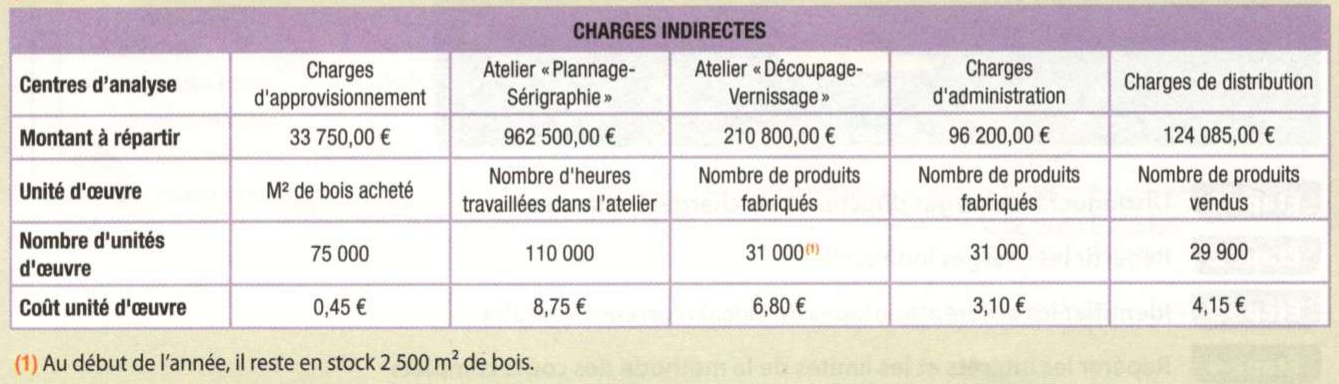 CHARGES INDIRECTES
Centres d'analyse
Charges d'approvisionnement
Atelier «Plannage-Sérigraphie»
Atelier «Découpage-Vernissage»
Charges d'administration
Charges de distribution
Montant à répartir
33 750,00 €
962 500,00 €
210 800,00 €
96 200,00 €
124 085,00 €
Unité d'œuvre
M² de bois acheté
Nombre d'heures travaillées dans l'atelier
Nombre de produits fabriqués
Nombre de produits fabriqués
Nombre de produits vendus
Nombre d'unités d'œuvre
75 000
110 000
31 000(1)
31 000
29 900
Coût unité d'œuvre
0,45 €
8,75 €
6,80 €
3,10 €
4,15 €
(1) Au début de l'année, il reste en stock 2 500 m² de bois.